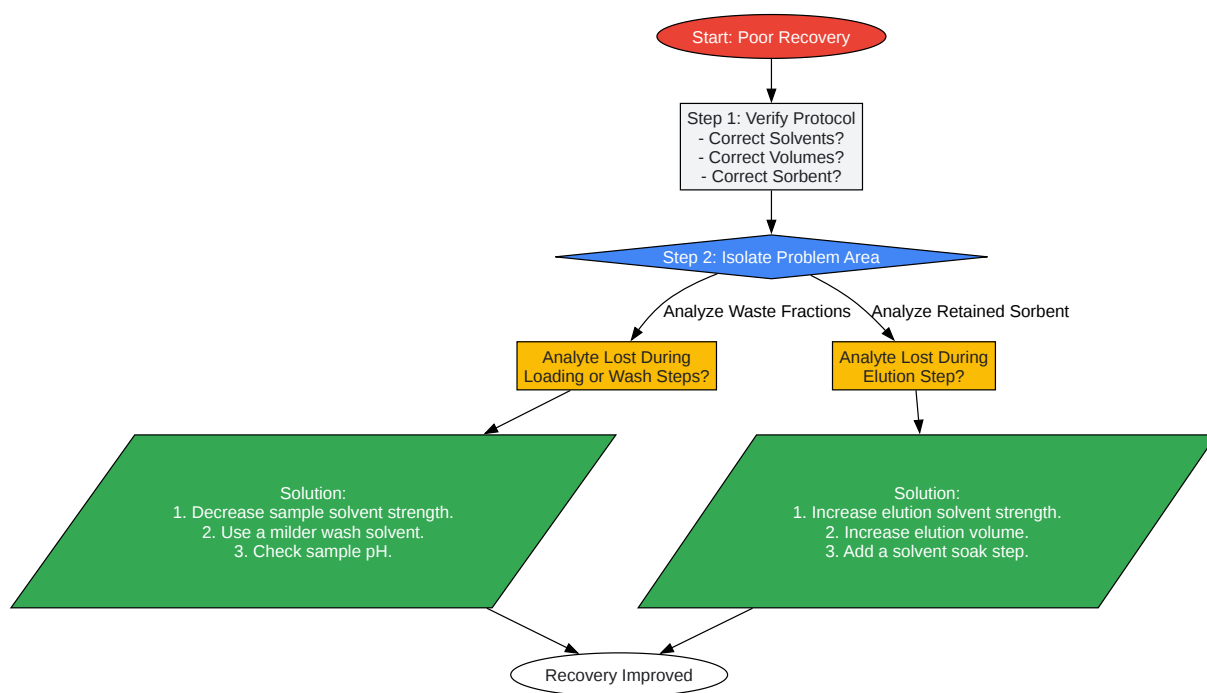 Start: Poor Recovery
Step 1: Verify Protocol
- Correct Solvents?
- Correct Volumes?
- Correct Sorbent?
Step 2: Isolate Problem Area
Analyze Waste Fractions
Analyze Retained Sorbent
Analyte Lost During
Loading or Wash Steps?
Analyte Lost During
Elution Step?
Solution:
1. Decrease sample solvent strength.
2. Use a milder wash solvent.
3. Check sample pH.
Solution:
1. Increase elution solvent strength.
2. Increase elution volume.
3. Add a solvent soak step.
Recovery Improved